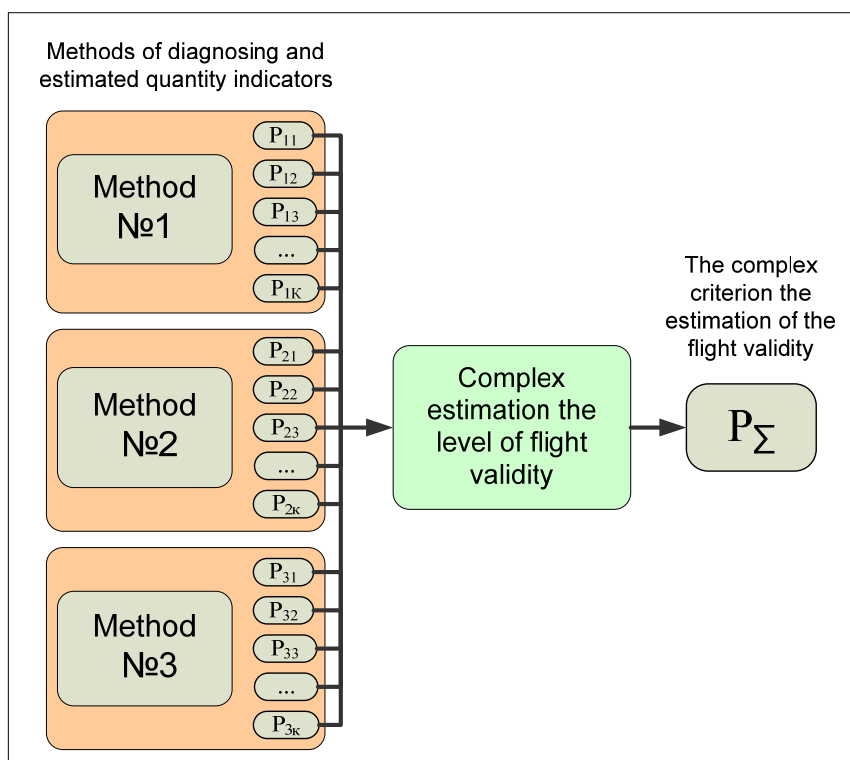 Methods of diagnosing and
estimated quantity indicators
Method
№1
P₁₁
P₁₂
P₁₃
...
P₁K
Method
№2
P₂₁
P₂₂
P₂₃
...
P₂к
Method
№3
P₃₁
P₃₂
P₃₃
...
P₃к
Complex
estimation the
level of flight
validity
The complex
criterion the
estimation of the
flight validity
P∑